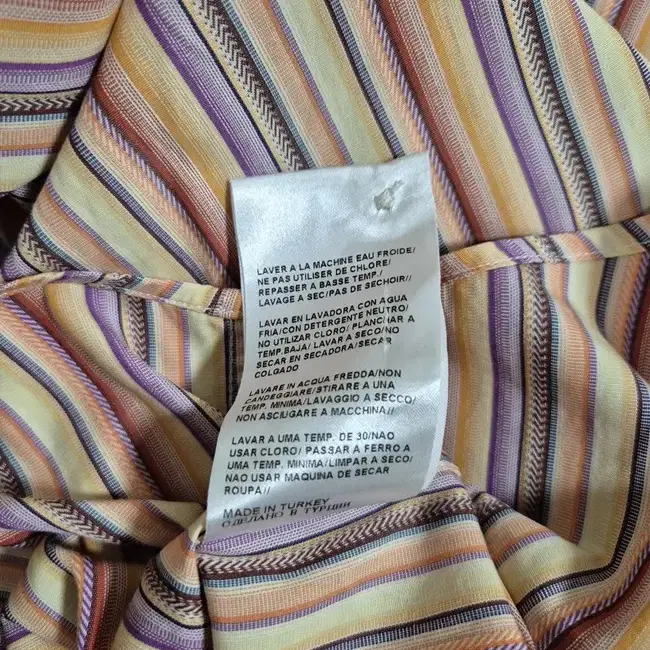 LAVER A LA MACHINE EAU FROIDE/
NE PAS UTILISER DE CHLORE/
REPASSER A BASSE TEMP./
LAVAGE A SEC/PAS DE SECHOIR//
LAVAR EN LAVADORA CON AGUA
FRIA/CON DETERGENTE NEUTRO/
NO UTILIZAR CLORO/ PLANCHAR A
TEMP.BAJA/ LAVAR A SECO/NO
SECAR EN SECADORA/ SECAR
COLGADO
LAVARE IN ACQUA FREDDA/NON
CANDEGGIARE/STIRARE A UNA
TEMP. MINIMA/LAVAGGIO A SECCO/
NON ASCIUGARE A MACCHINA//
LAVAR A UMA TEMP. DE 30/NAO
USAR CLORO/ PASSAR A FERRO A
UMA TEMP. MINIMA/LIMPAR A SECO/
NAO USAR MAQUINA DE SECAR
ROUPA//
MADE IN TURKEY
СДЕЛАНО В ТУРЦИИ